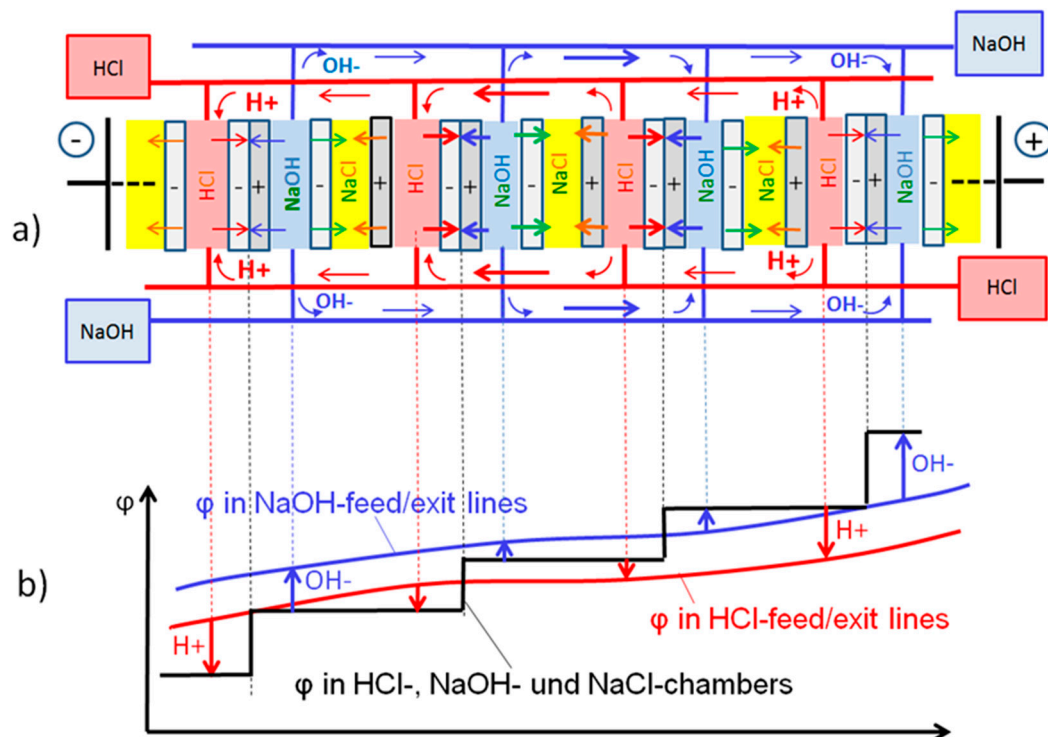 HCl
NaOH
OH-
OH-
H+
H+
-
+
- HCl - + NaOH - NaCl + HCl - + NaOH - NaCl + HCl - + NaOH - NaCl + HCl - + NaOH -
a)
H+
H+
HCl
OH-
OH-
NaOH
φ
OH-
φ in NaOH-feed/exit lines
H+
b)
OH-
φ in HCl-feed/exit lines
H+
φ in HCl-, NaOH- und NaCl-chambers